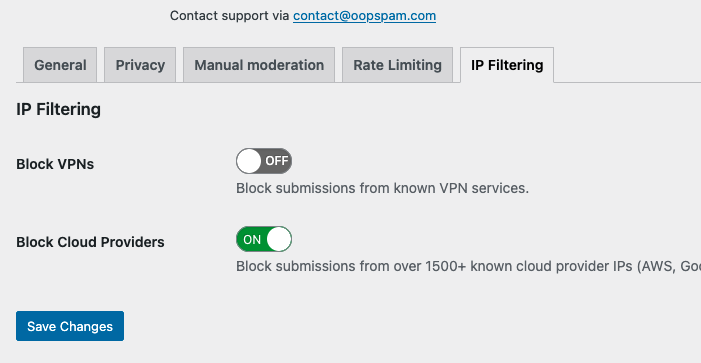 Contact support via contact@oopspam.com
General Privacy Manual moderation Rate Limiting IP Filtering
IP Filtering
Block VPNs OFF
Block submissions from known VPN services.
Block Cloud Providers ON
Block submissions from over 1500+ known cloud provider IPs (AWS,
Save Changes